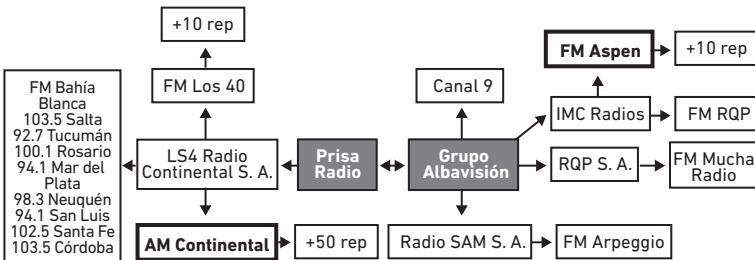 +10 rep
FM Aspen
+10 rep
FM Bahía
Blanca
103.5 Salta
92.7 Tucumán
100.1 Rosario
94.1 Mar del
Plata
98.3 Neuquén
94.1 San Luis
102.5 Santa Fe
103.5 Córdoba
FM Los 40
Canal 9
IMC Radios
FM RQP
LS4 Radio
Continental S. A.
Prisa
Radio
Grupo
Albavisión
RQP S. A.
FM Mucha
Radio
AM Continental
+50 rep
Radio SAM S. A.
FM Arpeggio